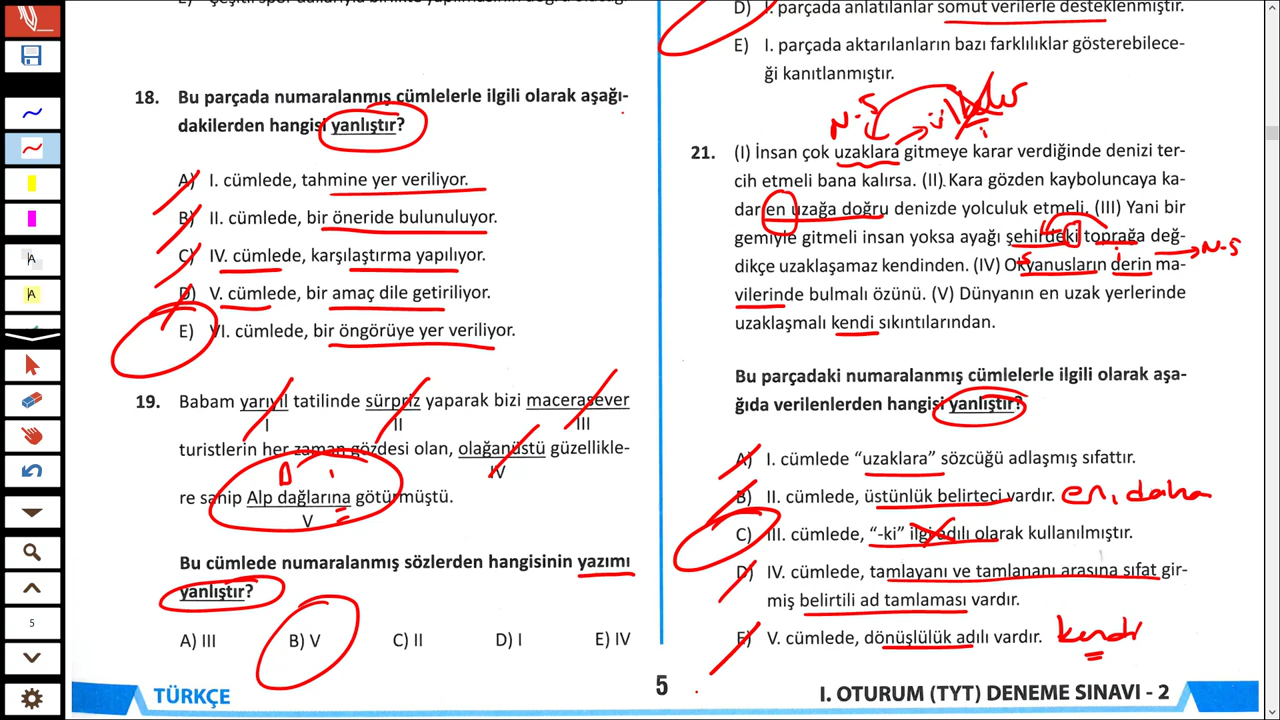 18. Bu parçada numaralanmış cümlelerle ilgili olarak aşağı-
dakilerden hangisi yanlıştır?
A) I. cümlede, tahmine yer veriliyor.
B) II. cümlede, bir öneride bulunuluyor.
C) IV. cümlede, karşılaştırma yapılıyor.
D) V. cümlede, bir amaç dile getiriliyor.
E) VI. cümlede, bir öngörüye yer veriliyor.
19. Babam yarıyıl tatilinde sürpriz yaparak bizi macerasever
I II III
turistlerin her zaman gözdesi olan, olağanüstü güzellikle-
IV
re sahip Alp dağlarına götürmüştü.
V
Bu cümlede numaralanmış sözlerden hangisinin yazımı
yanlıştır?
A) III B) V C) II D) I E) IV
D) I. parçada anlatılanlar somut verilerle desteklenmiştir.
E) I. parçada aktarılanların bazı farklılıklar gösterebilece-
ği kanıtlanmıştır.
N-S
21. (I) İnsan çok uzaklara gitmeye karar verdiğinde denizi ter-
cih etmeli bana kalırsa. (II) Kara gözden kayboluncaya ka-
dar en uzağa doğru denizde yolculuk etmeli. (III) Yani bir
gemiyle gitmeli insan yoksa ayağı şehirdeki toprağa değ-
N-S
dikçe uzaklaşamaz kendinden. (IV) Okyanusların derin ma-
vilerinde bulmalı özünü. (V) Dünyanın en uzak yerlerinde
uzaklaşmalı kendi sıkıntılarından.
Bu parçadaki numaralanmış cümlelerle ilgili olarak aşa-
ğıda verilenlerden hangisi yanlıştır?
A) I. cümlede “uzaklara” sözcüğü adlaşmış sıfattır.
B) II. cümlede, üstünlük belirteci vardır. en, daha
C) III. cümlede, “-ki” ilgi adılı olarak kullanılmıştır.
D) IV. cümlede, tamlayanı ve tamlananı arasına sıfat gir-
miş belirtili ad tamlaması vardır.
E) V. cümlede, dönüşlülük adılı vardır. kendi
TÜRKÇE
5
I. OTURUM (TYT) DENEME SINAVI - 2
5